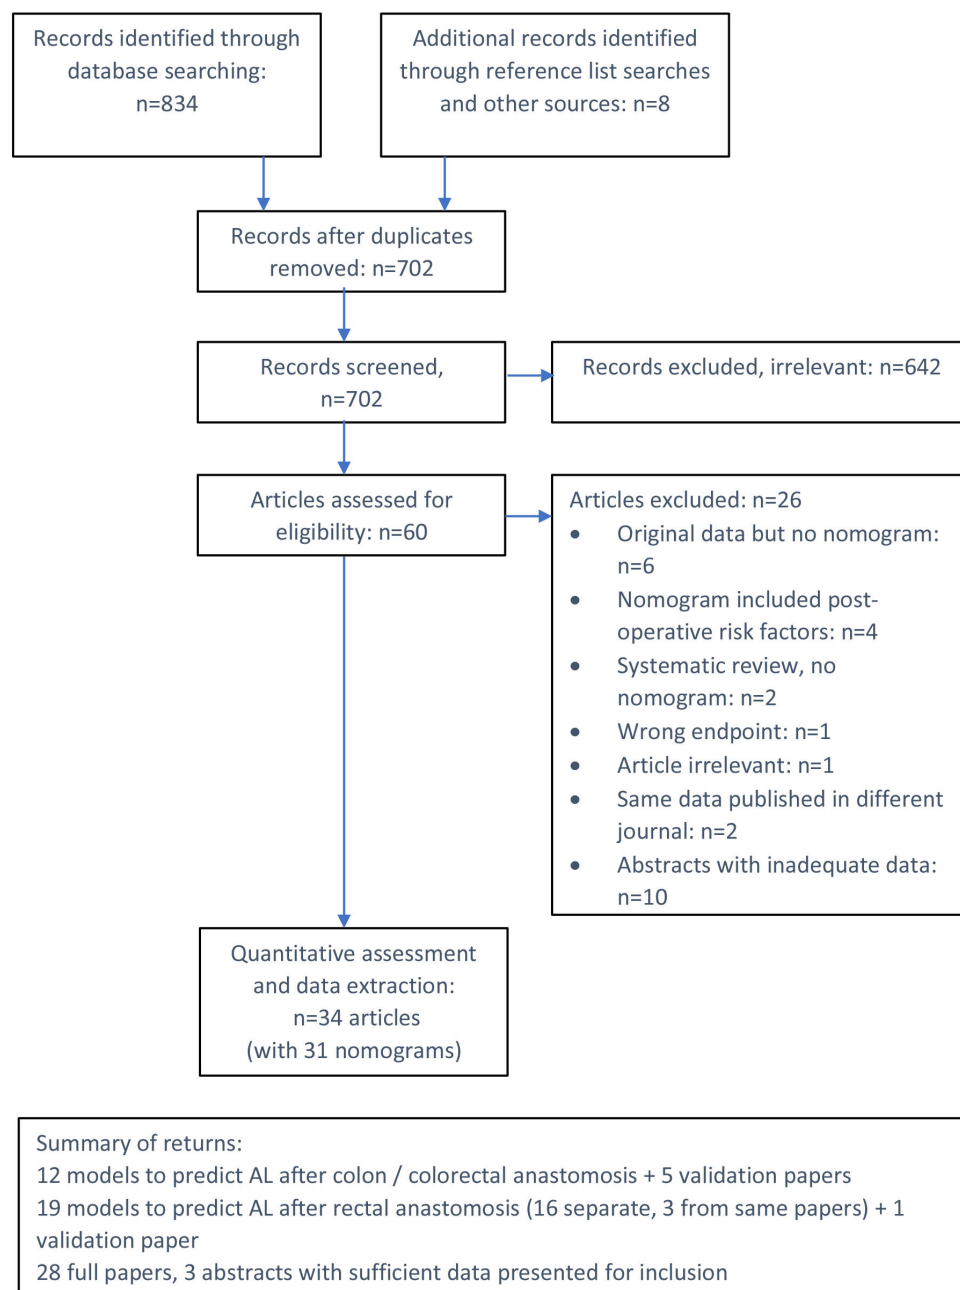 Records identified through
database searching:
n=834
Additional records identified
through reference list searches
and other sources: n=8
Records after duplicates
removed: n=702
Records screened,
n=702
Records excluded, irrelevant: n=642
Articles assessed for
eligibility: n=60
Articles excluded: n=26
• Original data but no nomogram:
n=6
• Nomogram included post-
operative risk factors: n=4
• Systematic review, no
nomogram: n=2
• Wrong endpoint: n=1
• Article irrelevant: n=1
• Same data published in different
journal: n=2
• Abstracts with inadequate data:
n=10
Quantitative assessment
and data extraction:
n=34 articles
(with 31 nomograms)
Summary of returns:
12 models to predict AL after colon / colorectal anastomosis + 5 validation papers
19 models to predict AL after rectal anastomosis (16 separate, 3 from same papers) + 1
validation paper
28 full papers, 3 abstracts with sufficient data presented for inclusion